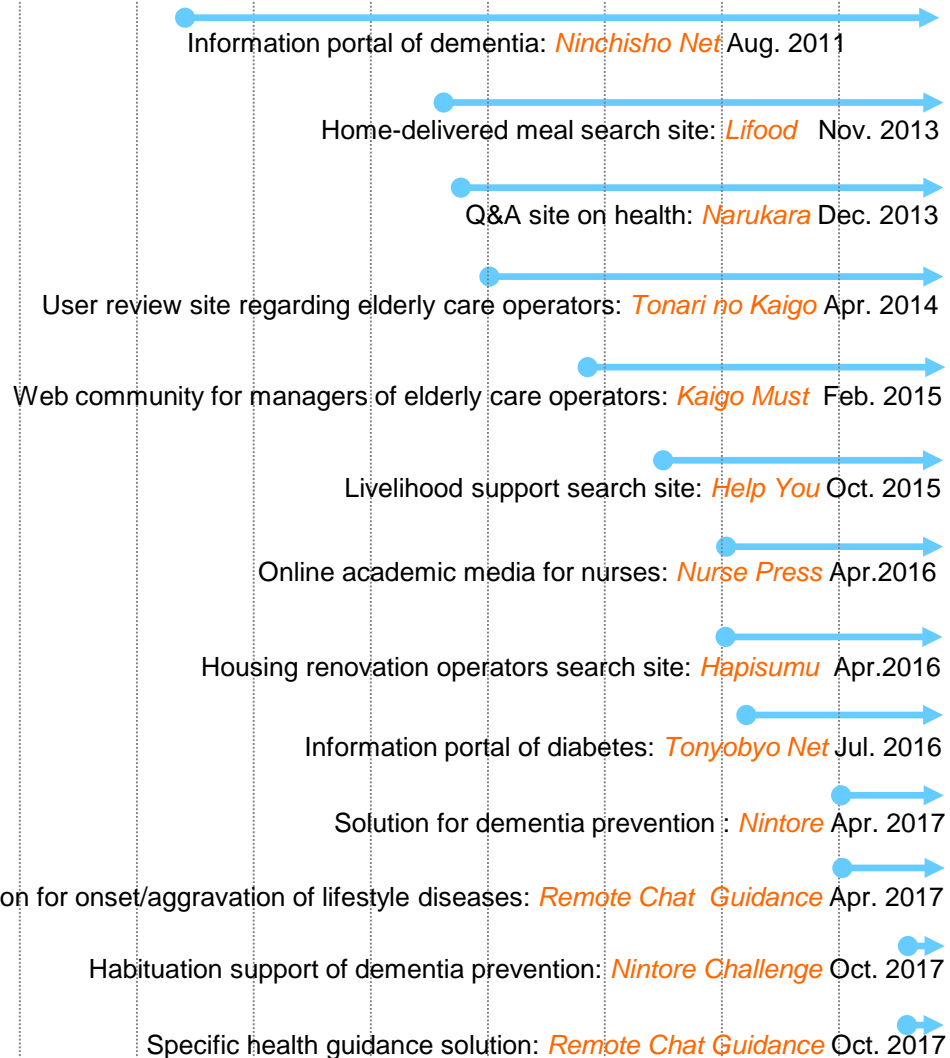 Information portal of dementia: Ninchisho Net Aug. 2011
Home-delivered meal search site: Lifood Nov. 2013
Q&A site on health: Narukara Dec. 2013
User review site regarding elderly care operators: Tonari no Kaigo Apr. 2014
Web community for managers of elderly care operators: Kaigo Must Feb. 2015
Livelihood support search site: Help You Oct. 2015
Online academic media for nurses: Nurse Press Apr.2016
Housing renovation operators search site: Hapisumu Apr.2016
Information portal of diabetes: Tonyobyo Net Jul. 2016
Solution for dementia prevention : Nintore Apr. 2017
on for onset/aggravation of lifestyle diseases: Remote Chat Guidance Apr. 2017
Habituation support of dementia prevention: Nintore Challenge Oct. 2017
Specific health guidance solution: Remote Chat Guidance Oct. 2017